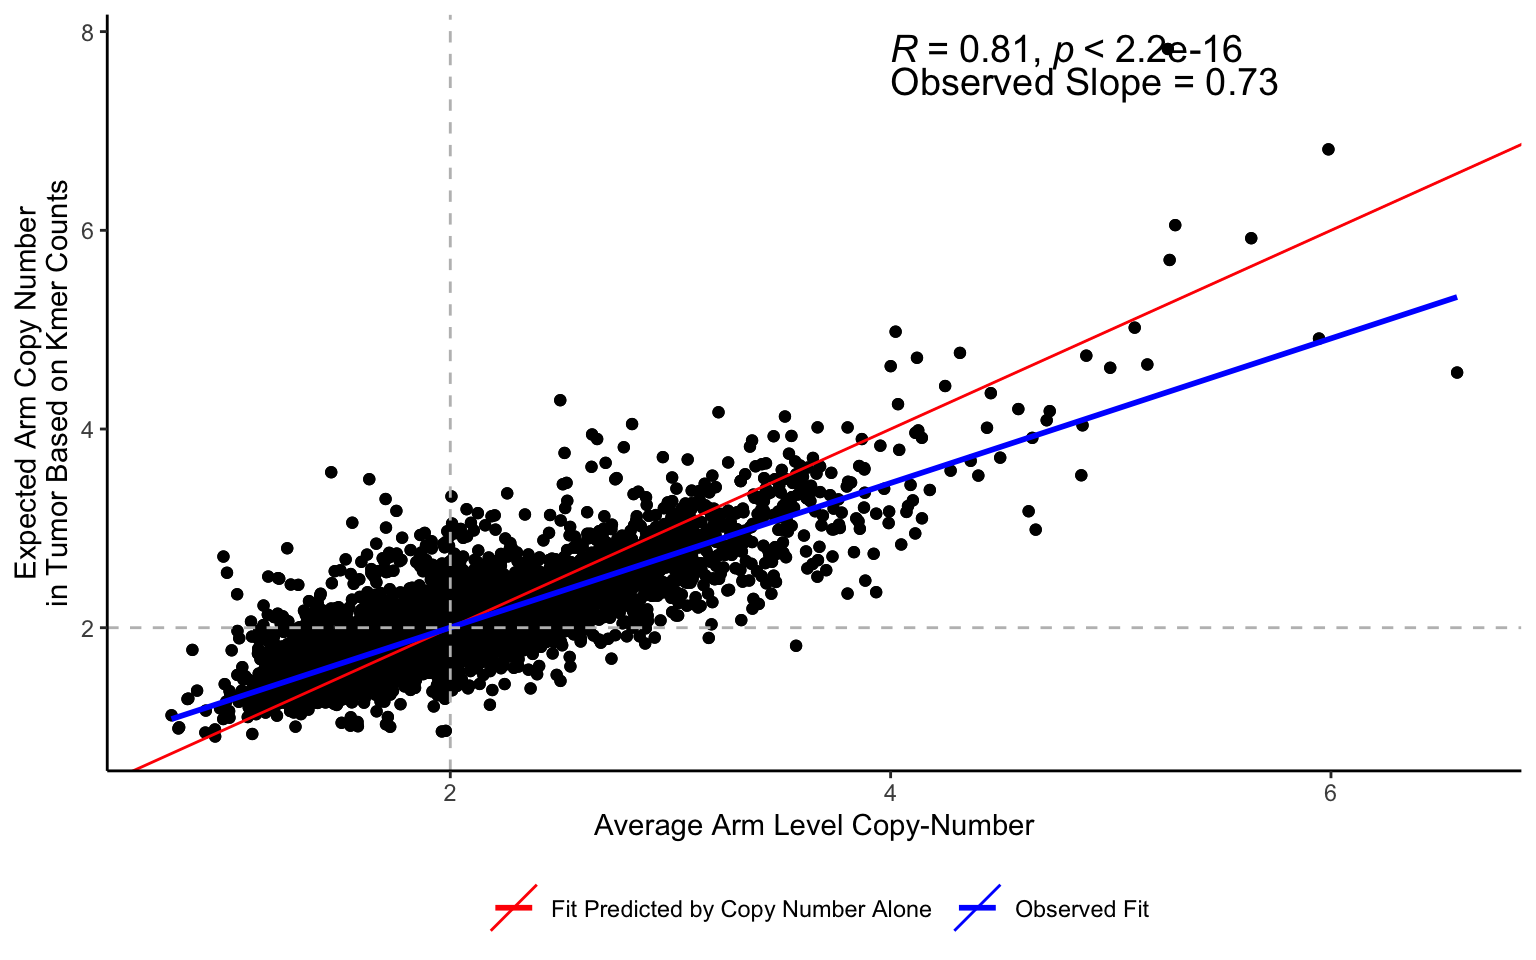 R = 0.81, p < 2.2e-16
Observed Slope = 0.73
Expected Arm Copy Number
in Tumor Based on Kmer Counts
8
6
4
2
2 4 6
Average Arm Level Copy-Number
Fit Predicted by Copy Number Alone Observed Fit